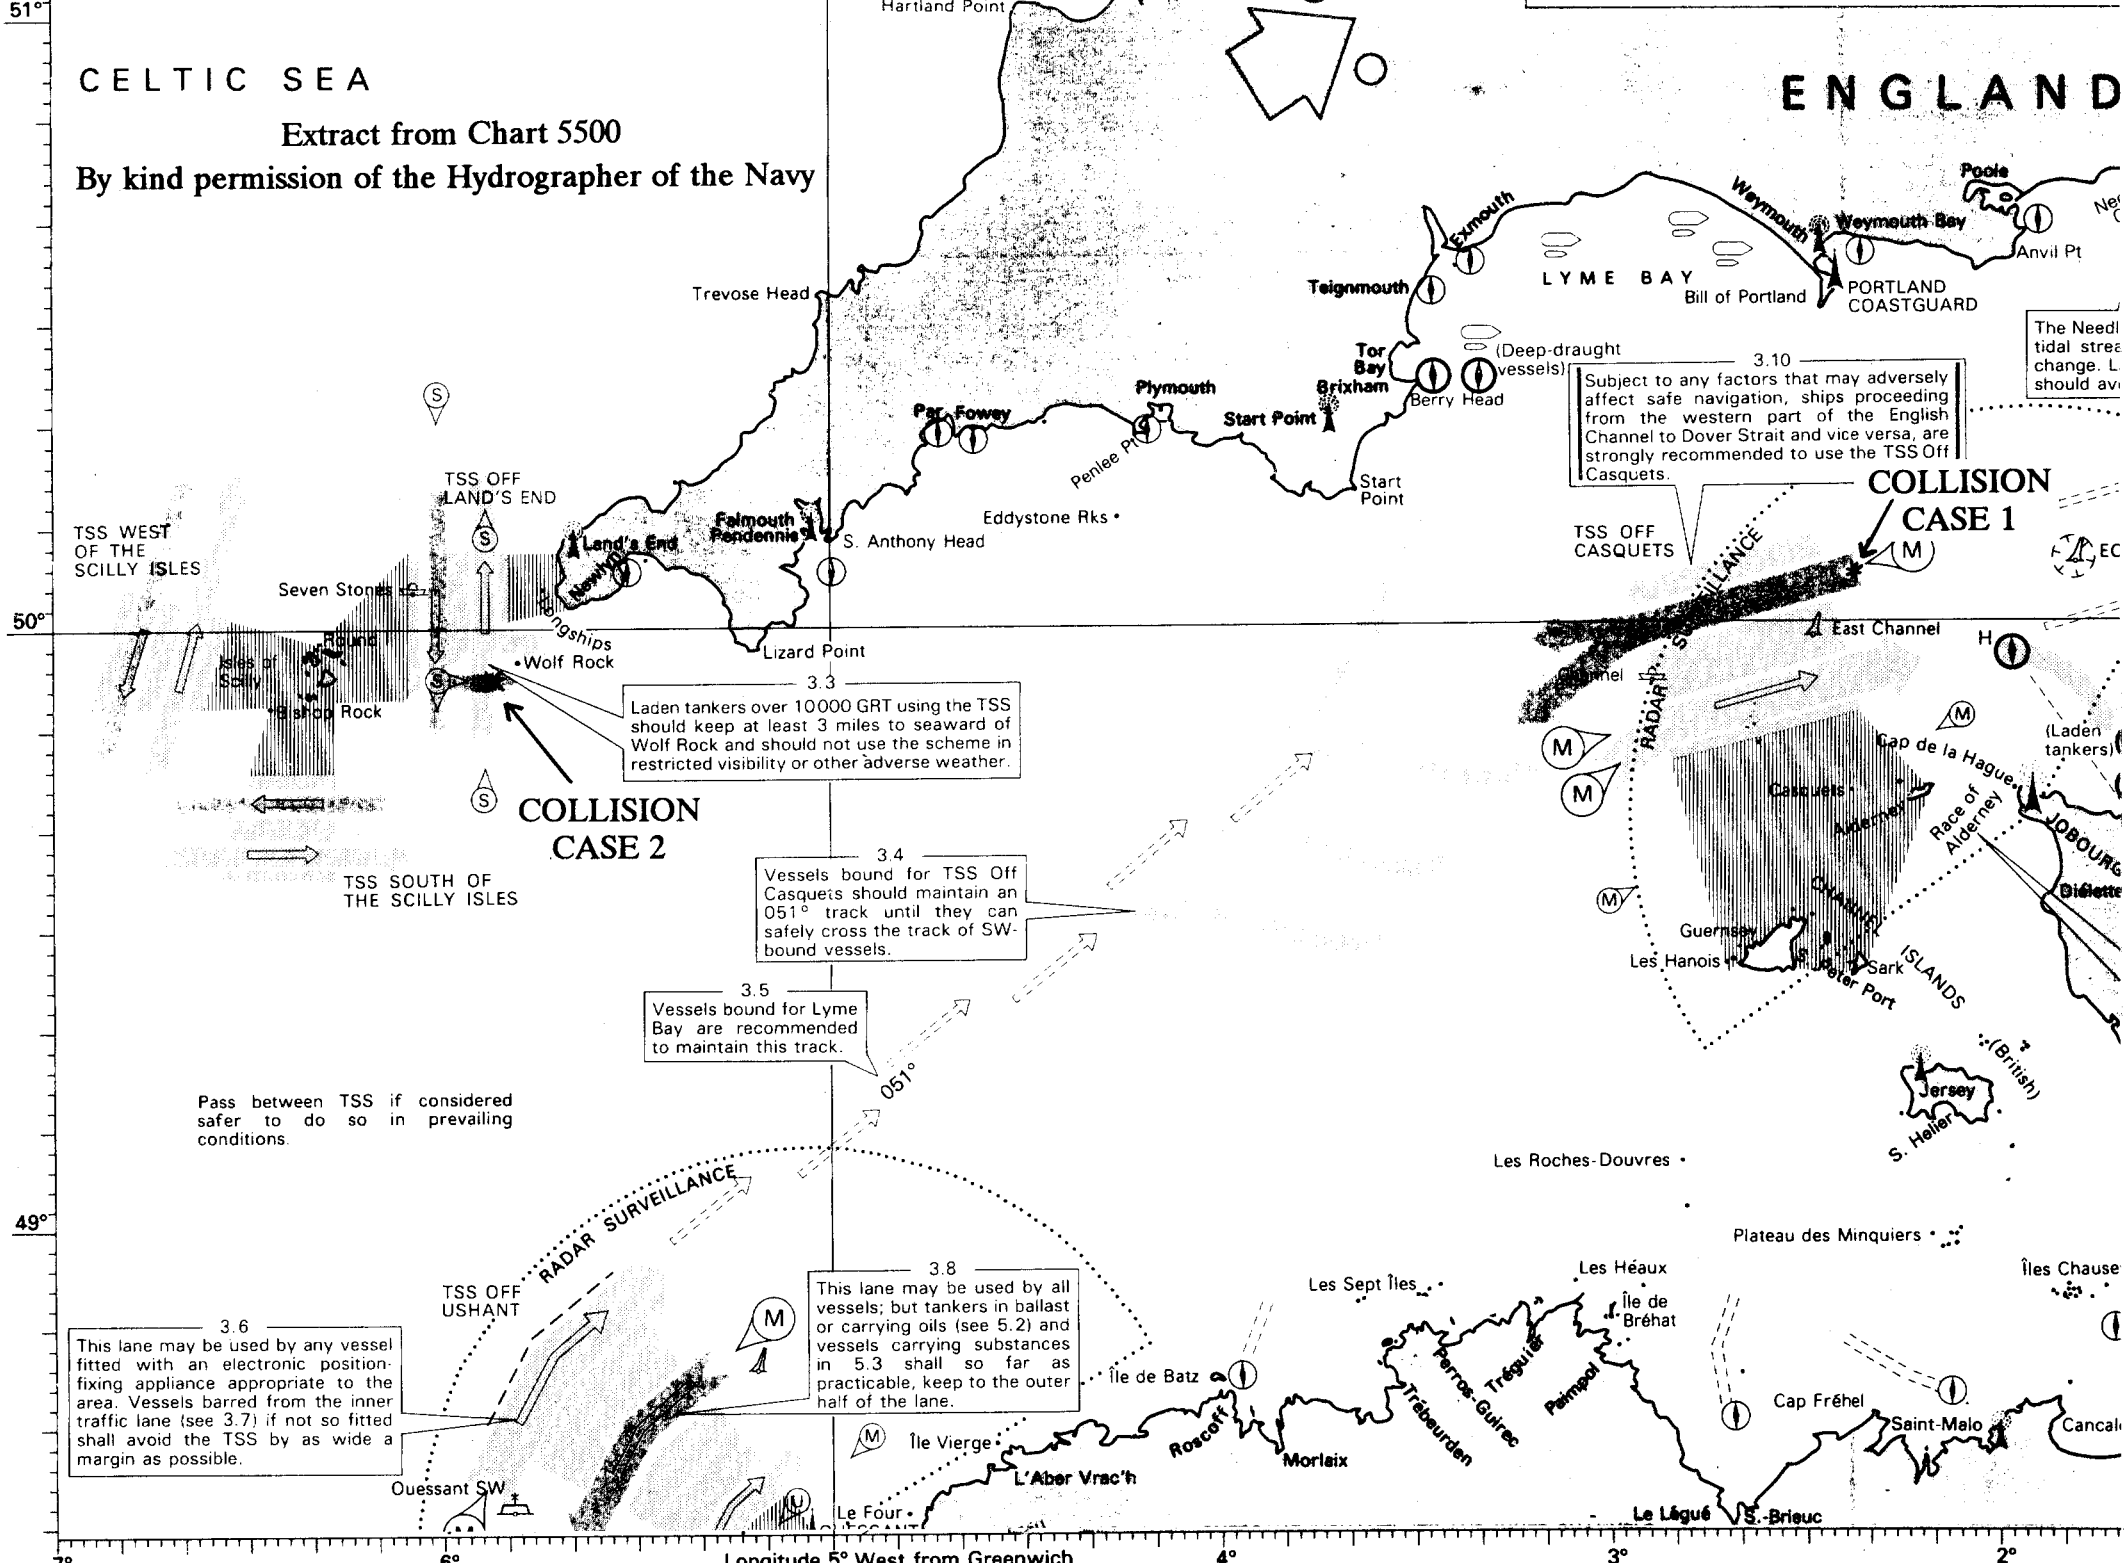 51°
Hartland Point
CELTIC SEA
ENGLAND
Extract from Chart 5500
By kind permission of the Hydrographer of the Navy
Poole
Weymouth
Weymouth Bay
Anvil Pt
Exmouth
LYME BAY
Teignmouth
Bill of Portland
PORTLAND
COASTGUARD
Trevose Head
The Needl
tidal strea
change. L
should av
Tor
Bay
Brixham
(Deep-draught
vessels)
Berry Head
3.10
Subject to any factors that may adversely
affect safe navigation, ships proceeding
from the western part of the English
Channel to Dover Strait and vice versa, are
strongly recommended to use the TSS Off
Casquets.
S
Par
Fowey
Plymouth
Penlee Pt
Start Point
Start
Point
COLLISION
CASE 1
TSS OFF
LAND'S END
S
TSS WEST
OF THE
SCILLY ISLES
Seven Stones
Land's End
Newlyn
Longships
Falmouth
Pendennis
S. Anthony Head
Eddystone Rks
TSS OFF
CASQUETS
M
EC
RADAR SURVEILLANCE
50°
Round
Isles of
Scilly
Bishop Rock
S
Wolf Rock
Lizard Point
East Channel
H
Channel
3.3
Laden tankers over 10000 GRT using the TSS
should keep at least 3 miles to seaward of
Wolf Rock and should not use the scheme in
restricted visibility or other adverse weather.
M
M
M
(Laden
tankers)
Cap de la Hague
S
COLLISION
CASE 2
Casquets
Alderney
Race of
Alderney
JOBOURG
Diélette
TSS SOUTH OF
THE SCILLY ISLES
3.4
Vessels bound for TSS Off
Casquets should maintain an
051° track until they can
safely cross the track of SW-
bound vessels.
M
CHANNEL
ISLANDS
(British)
Guernsey
Les Hanois
S. Peter Port
Sark
3.5
Vessels bound for Lyme
Bay are recommended
to maintain this track.
051°
Jersey
S. Helier
Pass between TSS if considered
safer to do so in prevailing
conditions.
Les Roches-Douvres
RADAR SURVEILLANCE
49°
Plateau des Minquiers
TSS OFF
USHANT
3.8
This lane may be used by all
vessels; but tankers in ballast
or carrying oils (see 5.2) and
vessels carrying substances
in 5.3 shall so far as
practicable, keep to the outer
half of the lane.
Les Sept Îles
Les Héaux
Île de
Bréhat
Îles Chause
3.6
This lane may be used by any vessel
fitted with an electronic position-
fixing appliance appropriate to the
area. Vessels barred from the inner
traffic lane (see 3.7) if not so fitted
shall avoid the TSS by as wide a
margin as possible.
M
Île de Batz
Perros-Guirec
Tréguier
Paimpol
Trébeurden
Cap Fréhel
Saint-Malo
Cancale
M
Île Vierge
Roscoff
Morlaix
L'Aber Vrac'h
Ouessant SW
M
U
Le Four
OUESSANT
Le Légué
S.-Brieuc
7°
6°
Longitude 5° West from Greenwich
4°
3°
2°